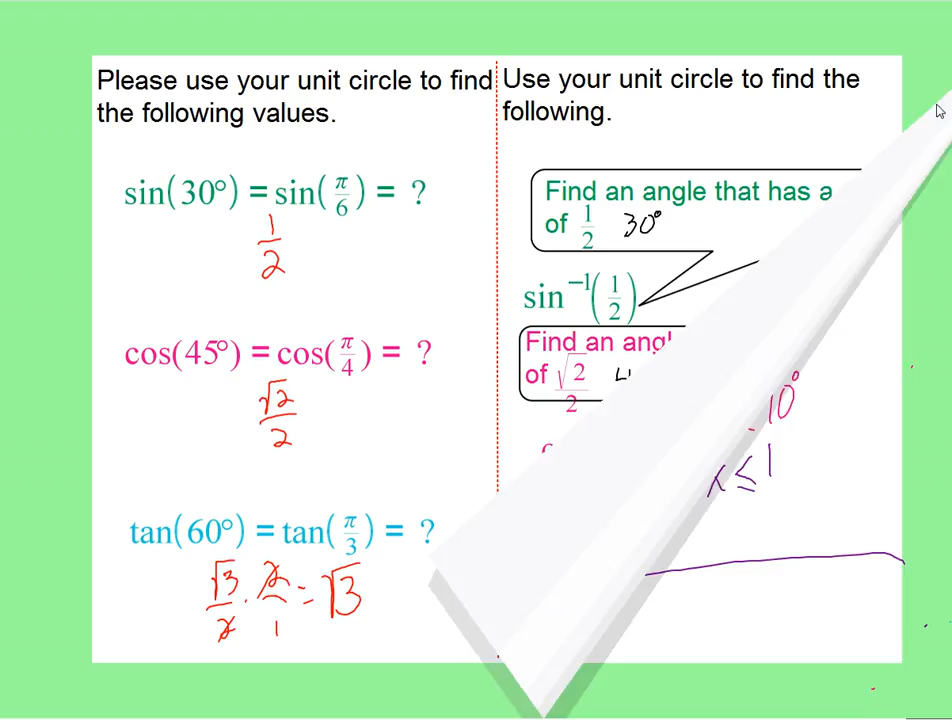 Please use your unit circle to find
the following values.
sin(30°) = sin(π/6) = ?
1/2
cos(45°) = cos(π/4) = ?
√2/2
tan(60°) = tan(π/3) = ?
√3/2 · 2/1 = √3
Use your unit circle to find the
following.
Find an angle that has a
of 1/2 30°
sin⁻¹(1/2)
Find an
of √2/2
10°
x ≤ 1